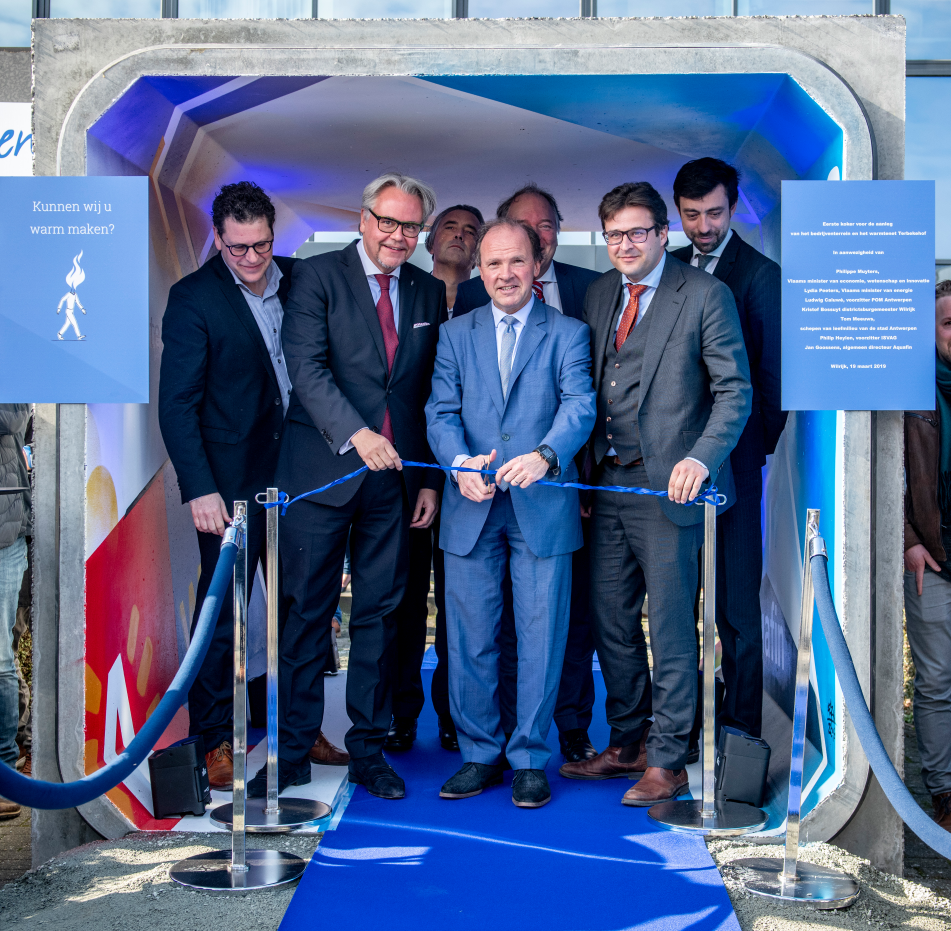 en
Kunnen wij u
warm maken?
Eerste koker voor de aanleg
van het bedrijventerrein en het warmtenet Terbekehof
in aanwezigheid van
Philippe Muyters,
Vlaams minister van economie, wetenschap en innovatie
Lydia Peeters, Vlaams minister van energie
Ludwig Caluwé, voorzitter POM Antwerpen
Kristof Bossuyt districtsburgemeester Wilrijk
Tom Meeuws,
schepen van leefmilieu van de stad Antwerpen
Philip Heylen, voorzitter ISVAG
Jan Goossens, algemeen directeur Aquafin
Wilrijk, 19 maart 2019